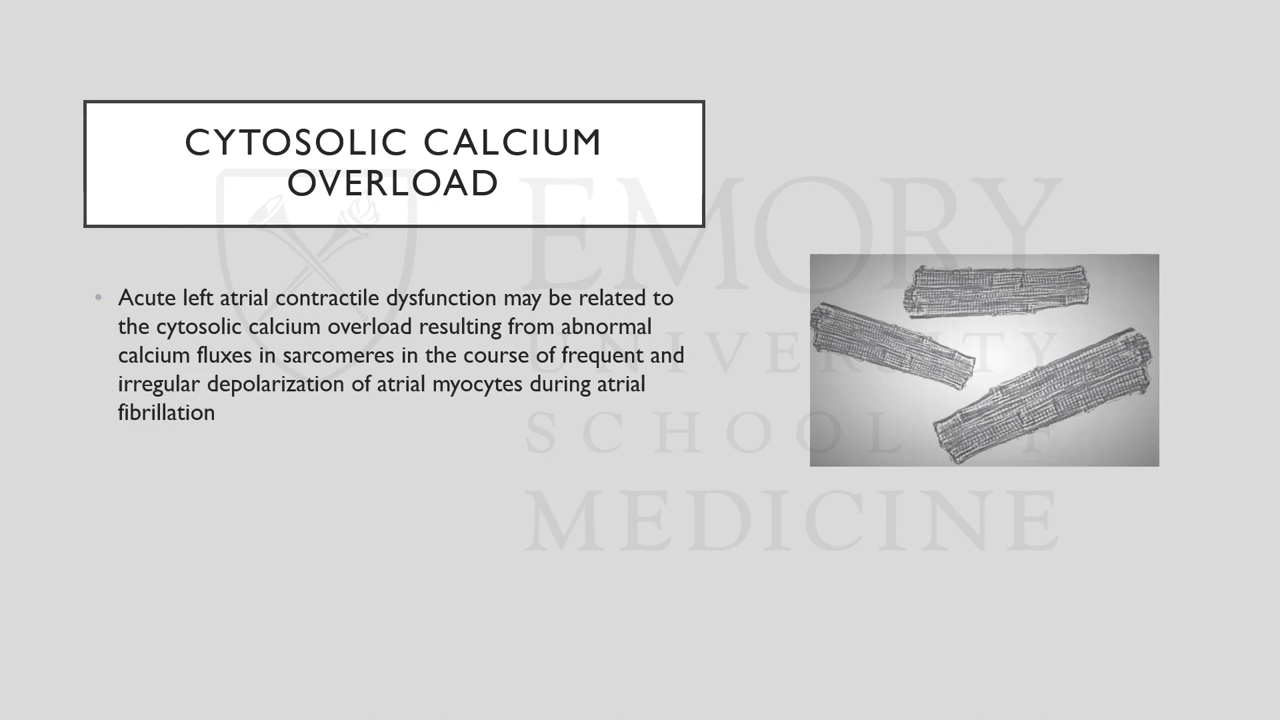 CYTOSOLIC CALCIUM
OVERLOAD
Acute left atrial contractile dysfunction may be related to
the cytosolic calcium overload resulting from abnormal
calcium fluxes in sarcomeres in the course of frequent and
irregular depolarization of atrial myocytes during atrial
fibrillation
EMORY
UNIVERSITY
SCHOOL OF
MEDICINE